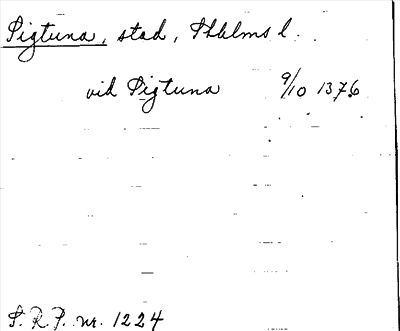 Sigtuna, stad, Sthlms l.
vid Sigtuna 9/10 1376
S. R. P. nr. 1224